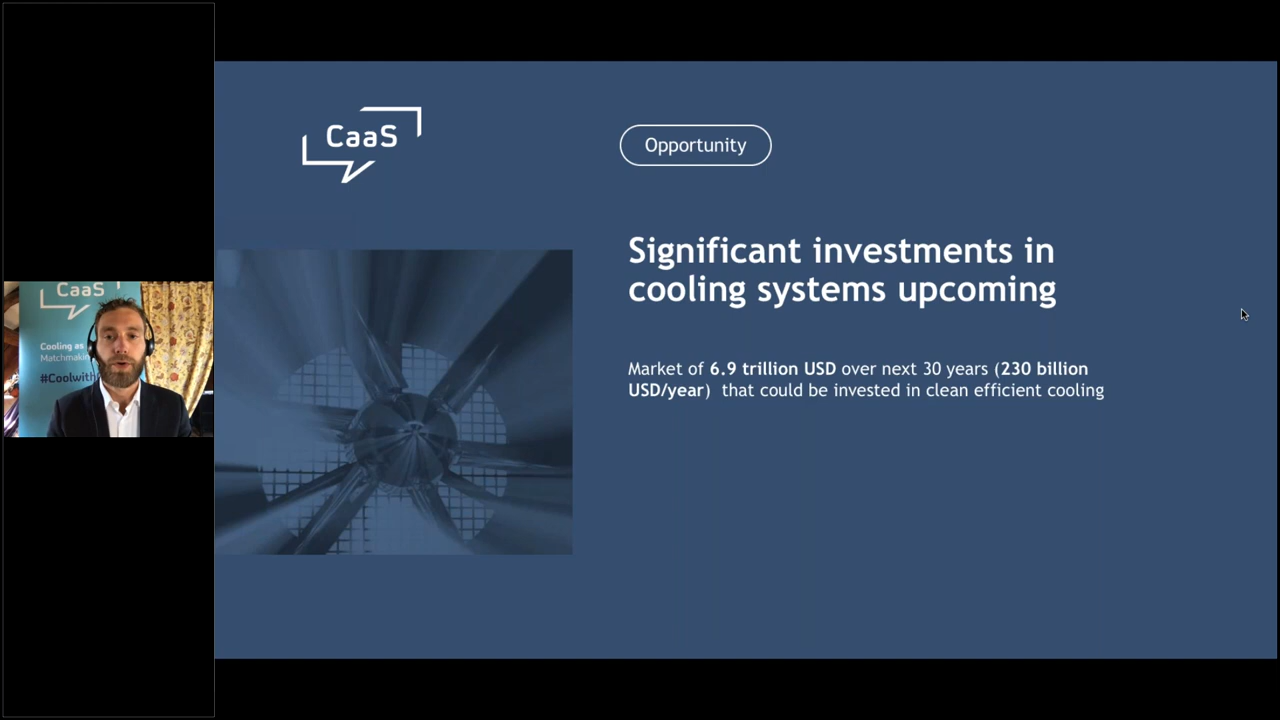 CaaS
Opportunity
Significant investments in
cooling systems upcoming
Market of 6.9 trillion USD over next 30 years (230 billion
USD/year) that could be invested in clean efficient cooling
CaaS
Cooling as
#Coolwith